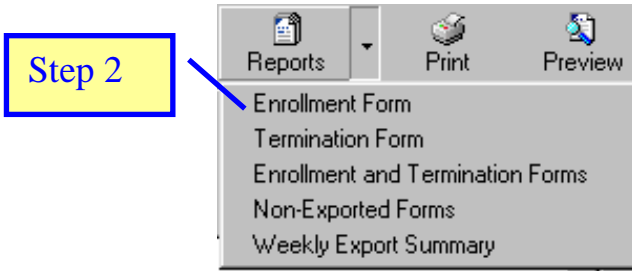 Step 2
Reports Print Preview
Enrollment Form
Termination Form
Enrollment and Termination Forms
Non-Exported Forms
Weekly Export Summary